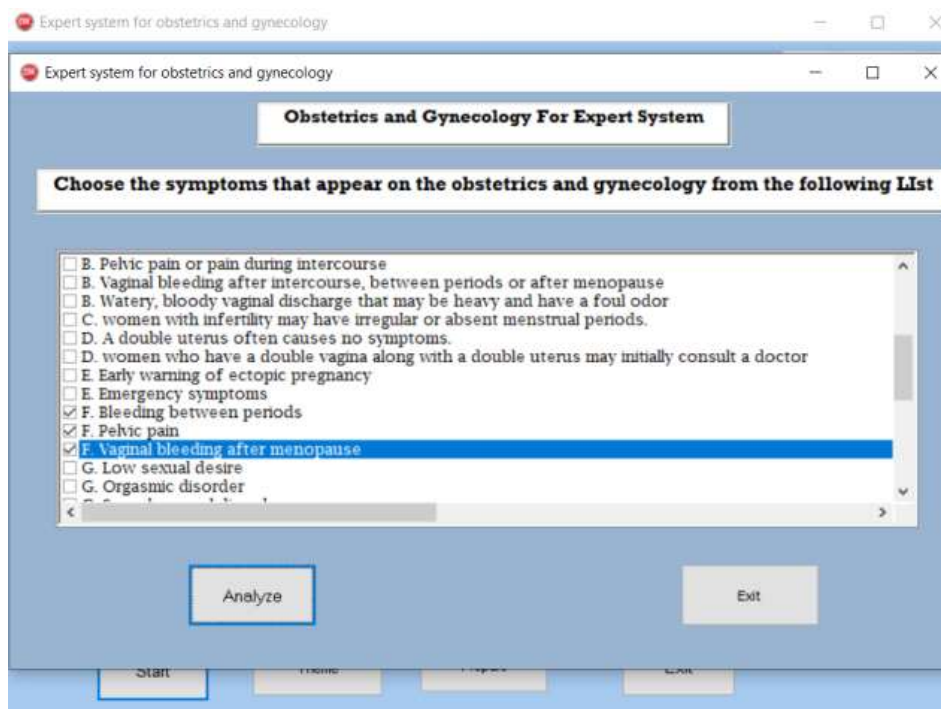 Expert system for obstetrics and gynecology
Expert system for obstetrics and gynecology
Obstetrics and Gynecology For Expert System
Choose the symptoms that appear on the obstetrics and gynecology from the following LIst
B. Pelvic pain or pain during intercourse
B. Vaginal bleeding after intercourse, between periods or after menopause
B. Watery, bloody vaginal discharge that may be heavy and have a foul odor
C. women with infertility may have irregular or absent menstrual periods.
D. A double uterus often causes no symptoms.
D. women who have a double vagina along with a double uterus may initially consult a doctor
E. Early warning of ectopic pregnancy
E. Emergency symptoms
F. Bleeding between periods
F. Pelvic pain
F. Vaginal bleeding after menopause
G. Low sexual desire
G. Orgasmic disorder
Analyze
Exit
Start
Exit